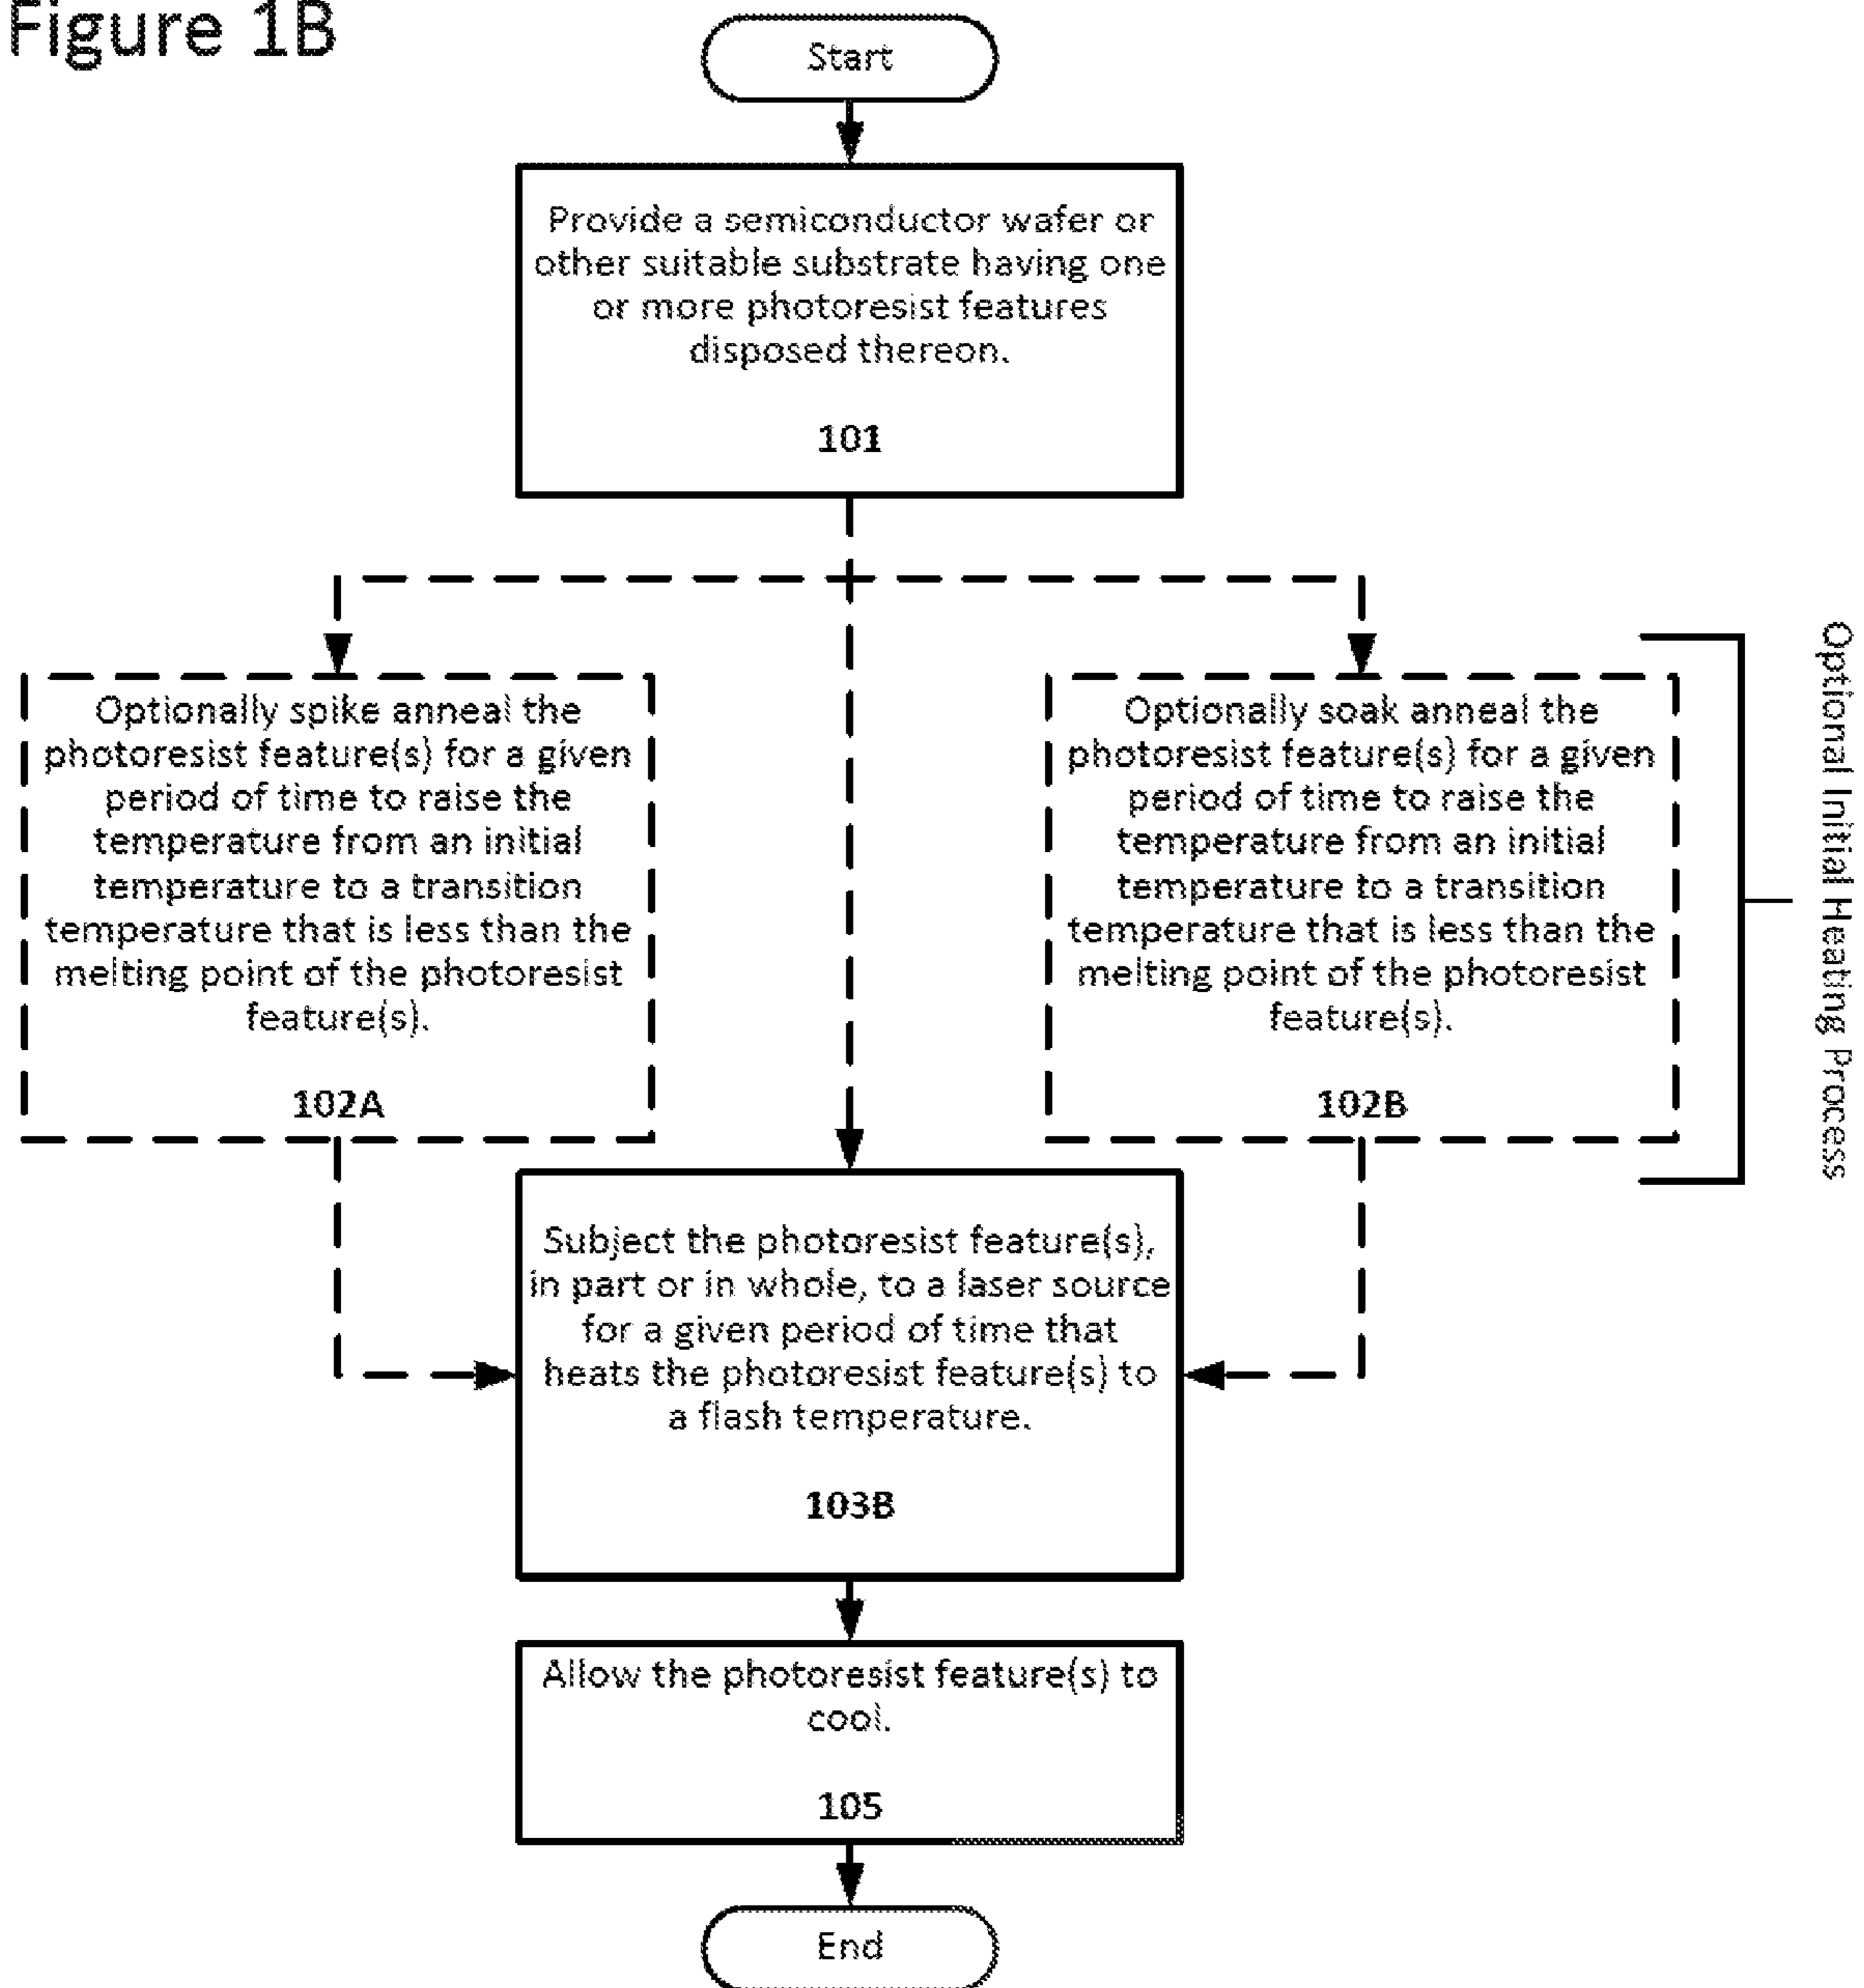 Figure 1B
Start
Provide a semiconductor wafer or
other suitable substrate having one
or more photoresist features
disposed thereon.
101
Optionally spike anneal the
photoresist feature(s) for a given
period of time to raise the
temperature from an initial
temperature to a transition
temperature that is less than the
melting point of the photoresist
feature(s).
102A
Optionally soak anneal the
photoresist feature(s) for a given
period of time to raise the
temperature from an initial
temperature to a transition
temperature that is less than the
melting point of the photoresist
feature(s).
102B
Optional Initial Heating Process
Subject the photoresist feature(s),
in part or in whole, to a laser source
for a given period of time that
heats the photoresist feature(s) to
a flash temperature.
103B
Allow the photoresist feature(s) to
cool.
105
End